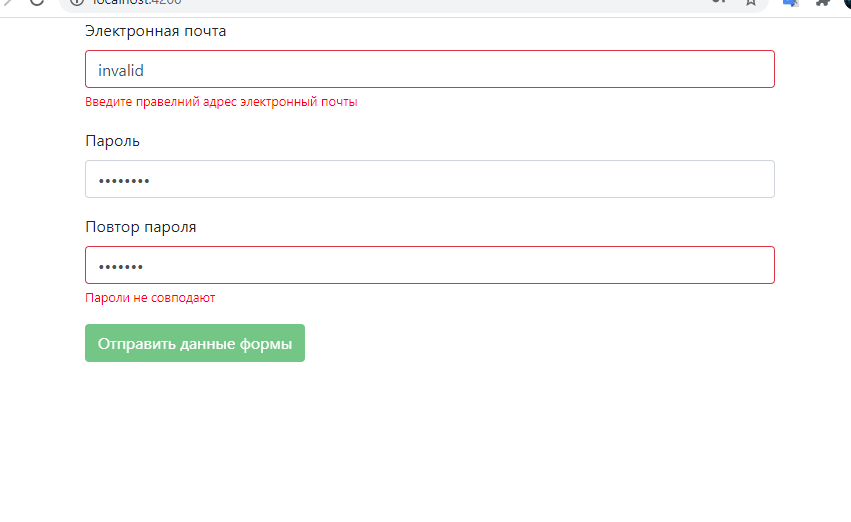 localhost:4200
Электронная почта
invalid
Введите правелний адрес электронный почты
Пароль
••••••••
Повтор пароля
•••••••
Пароли не совподают
Отправить данные формы